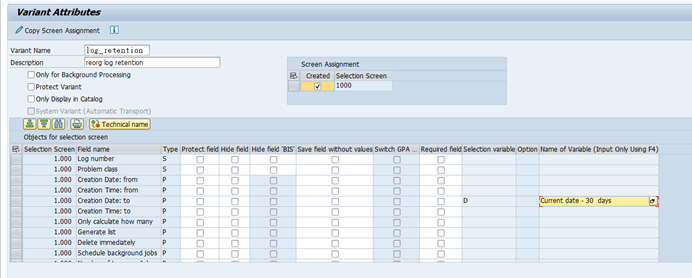 Variant Attributes
Copy Screen Assignment
Variant Name log_retention
Description reorg log retention
Only for Background Processing
Protect Variant
Only Display in Catalog
System Variant (Automatic Transport)
Screen Assignment
Created Selection Screen
1000
Technical name
Objects for selection screen
Selection Screen Field name Type Protect field Hide field Hide field 'BIS' Save field without values Switch GPA ... Required field Selection variable Option Name of Variable (Input Only Using F4)
1.000 Log number S
1.000 Problem class S
1.000 Creation Date: from P
1.000 Creation Time: from P
1.000 Creation Date: to P D Current date - 30 days
1.000 Creation Time: to P
1.000 Only calculate how many P
1.000 Generate list P
1.000 Delete immediately P
1.000 Schedule background jobs P